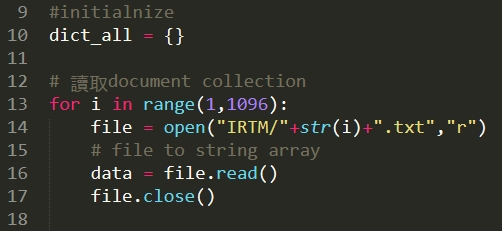 9 #initialnize
10 dict_all = {}
11
12 # 讀取document collection
13 for i in range(1,1096):
14     file = open("IRTM/"+str(i)+".txt","r")
15     # file to string array
16     data = file.read()
17     file.close()
18